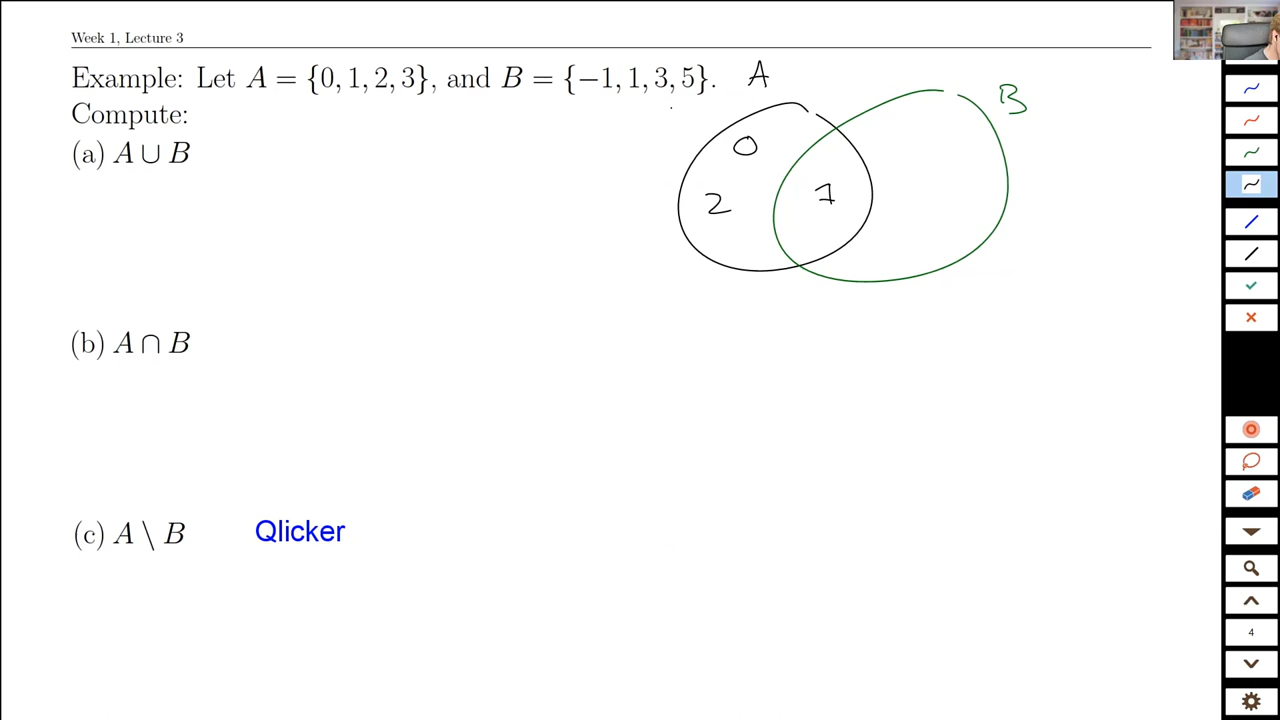 Week 1, Lecture 3
Example: Let A = {0, 1, 2, 3}, and B = {−1, 1, 3, 5}.
A
B
Compute:
(a) A ∪ B
0
2
1
(b) A ∩ B
(c) A \ B
Qlicker
4